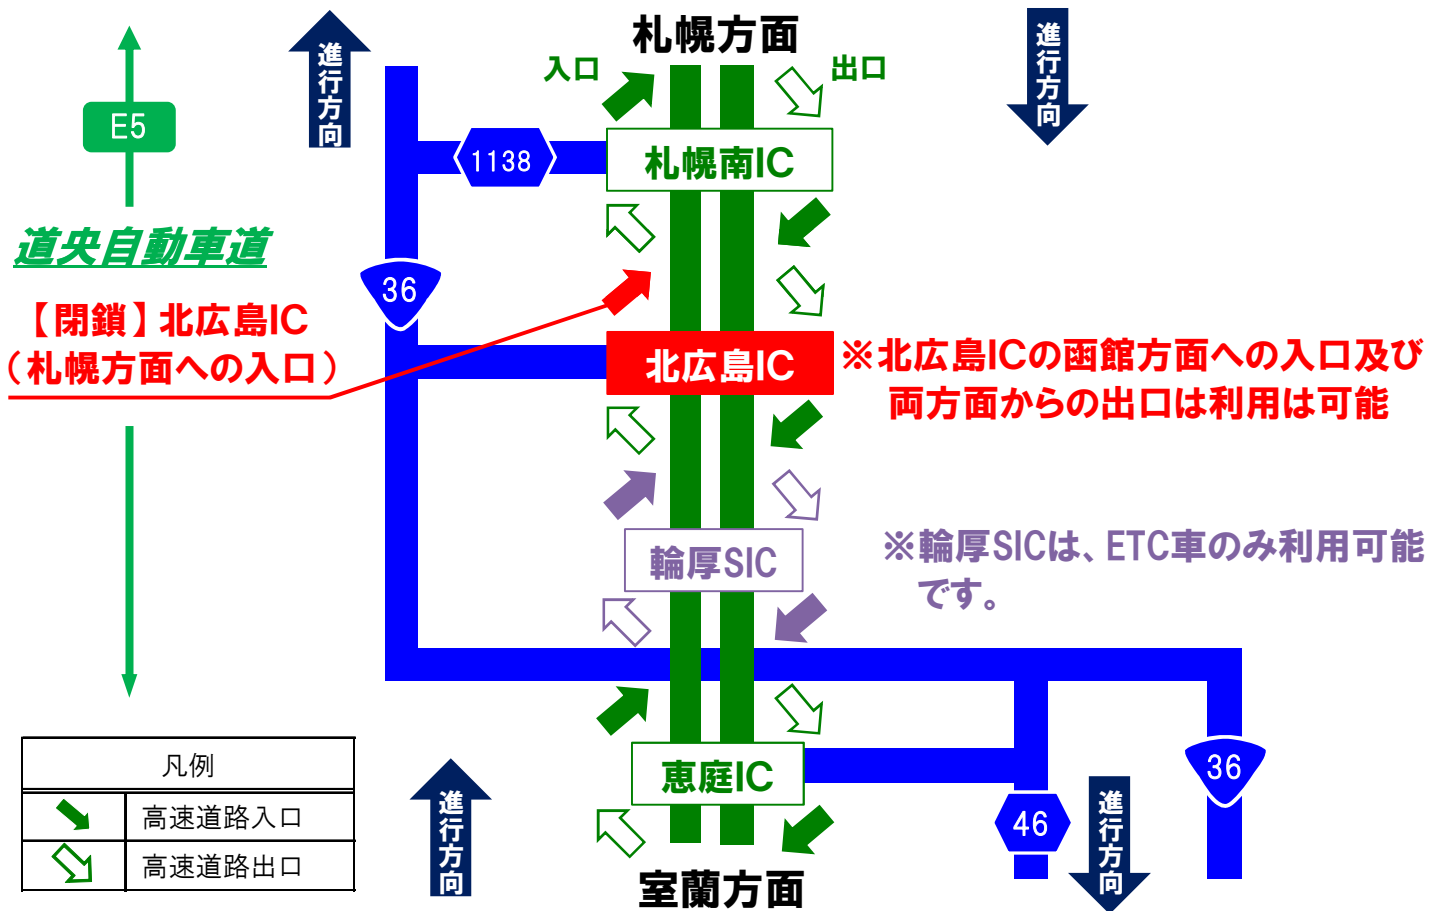 札幌方面
進行方向
進行方向
入口
出口
E5
1138
札幌南IC
道央自動車道
36
【閉鎖】北広島IC
（札幌方面への入口）
北広島IC
※北広島ICの函館方面への入口及び
両方面からの出口は利用は可能
輪厚SIC
※輪厚SICは、ETC車のみ利用可能
です。
恵庭IC
36
46
進行方向
進行方向
凡例
高速道路入口
高速道路出口
室蘭方面